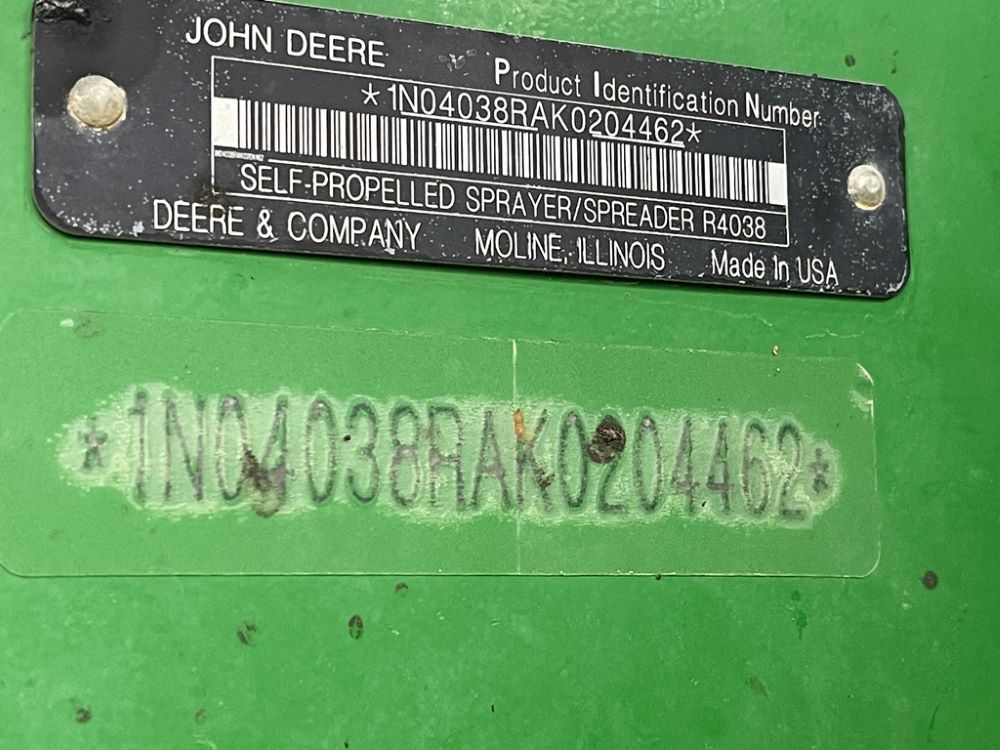 JOHN DEERE
Product Identification Number
*1N04038RAK0204462*
1N04038RAK0204462
SELF-PROPELLED SPRAYER/SPREADER R4038
DEERE & COMPANY MOLINE, ILLINOIS Made In USA
*1N04038RAK0204462*